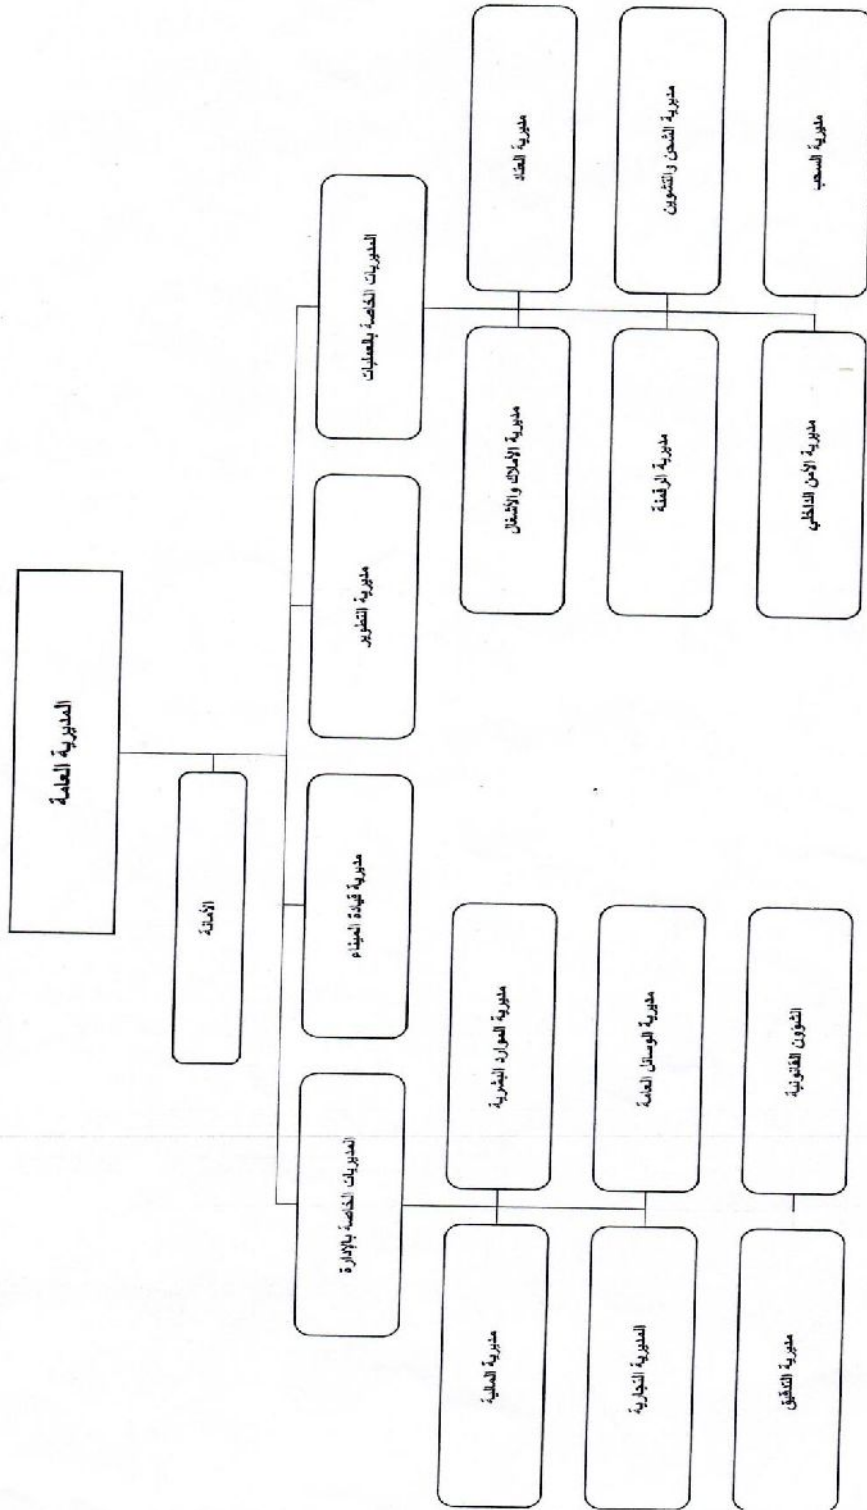 المديرية العامة
الأمانة
المديريات الخاصة بالعمليات
مديرية التطوير
مديرية قيادة الميناء
المديريات الخاصة بالإدارة
مديرية العتاد
مديرية الأملاك والأشغال
مديرية الموارد البشرية
مديرية المالية
مديرية الشحن والتشوين
مديرية الرقمنة
مديرية الوسائل العامة
المديرية التجارية
مديرية السحب
مديرية الأمن الداخلي
الشؤون القانونية
مديرية التدقيق